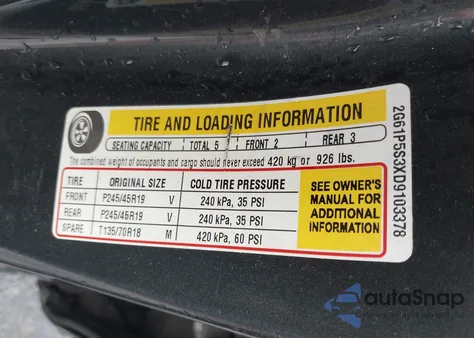 TIRE AND LOADING INFORMATION
SEATING CAPACITY TOTAL 5 FRONT 2 REAR 3
The combined weight of occupants and cargo should never exceed 420 kg or 926 lbs.
TIRE ORIGINAL SIZE COLD TIRE PRESSURE
FRONT P245/45R19 V 240 kPa, 35 PSI
REAR P245/45R19 V 240 kPa, 35 PSI
SPARE T135/70R18 M 420 kPa, 60 PSI
SEE OWNER'S
MANUAL FOR
ADDITIONAL
INFORMATION
2G61P5S3XK9103378
autoSnap